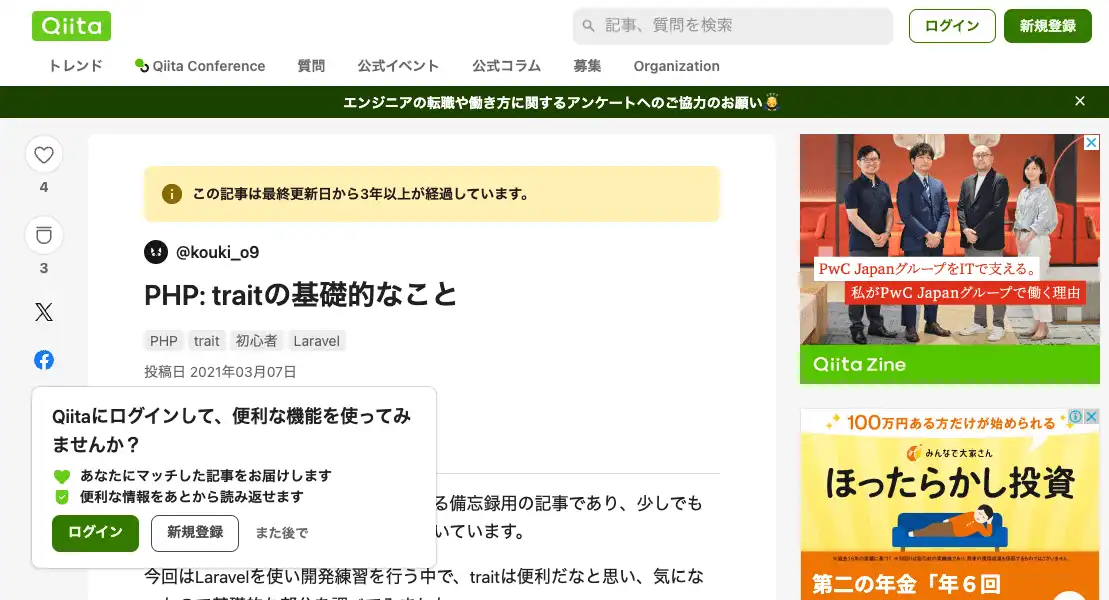 Qiita
記事、質問を検索
ログイン
新規登録
トレンド
Qiita Conference
質問
公式イベント
公式コラム
募集
Organization
エンジニアの転職や働き方に関するアンケートへのご協力のお願い
4
3
この記事は最終更新日から3年以上が経過しています。
@kouki_o9
PHP: traitの基礎的なこと
PHP
trait
初心者
Laravel
投稿日 2021年03月07日
る備忘録用の記事であり、少しでも
いています。
今回はLaravelを使い開発練習を行う中で、traitは便利だなと思い、気にな
Qiitaにログインして、便利な機能を使ってみ
ませんか？
あなたにマッチした記事をお届けします
便利な情報をあとから読み返せます
ログイン
新規登録
また後で
PwC JapanグループをITで支える。
私がPwC Japanグループで働く理由
Qiita Zine
100万円ある方だけが始められる
みんなで大家さん
ほったらかし投資
第二の年金「年６回